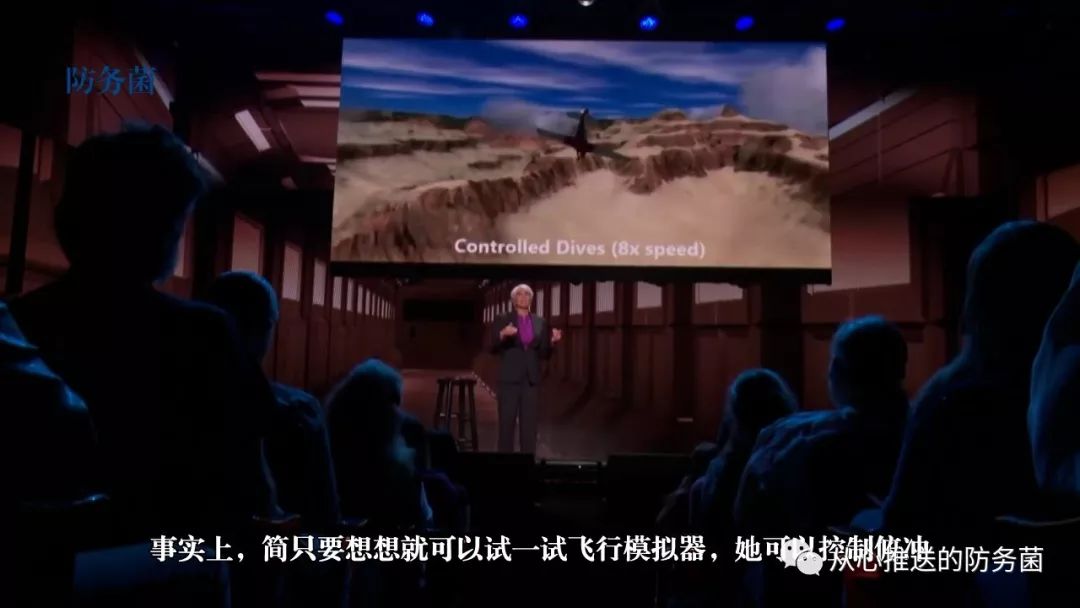 防务菌
Controlled Dives (8x speed)
事实上，简只要想想就可以试一试飞行模拟器，她可以控制俯冲
从心推送的防务菌